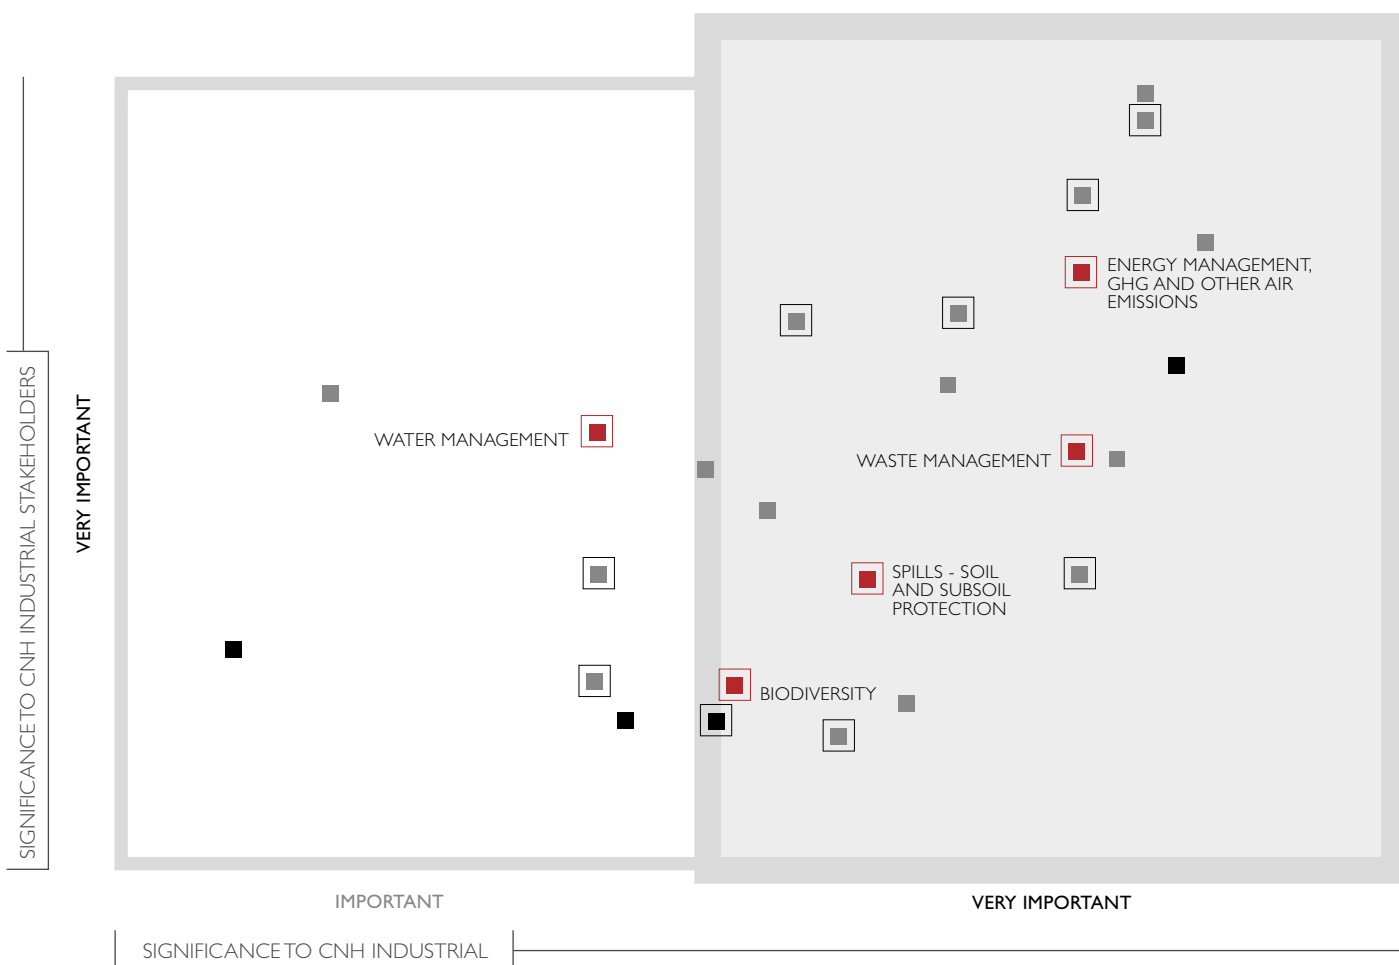 ENERGY MANAGEMENT,
GHG AND OTHER AIR
EMISSIONS
WATER MANAGEMENT
WASTE MANAGEMENT
SPILLS - SOIL
AND SUBSOIL
PROTECTION
BIODIVERSITY
SIGNIFICANCE TO CNH INDUSTRIAL STAKEHOLDERS
VERY IMPORTANT
IMPORTANT
VERY IMPORTANT
SIGNIFICANCE TO CNH INDUSTRIAL